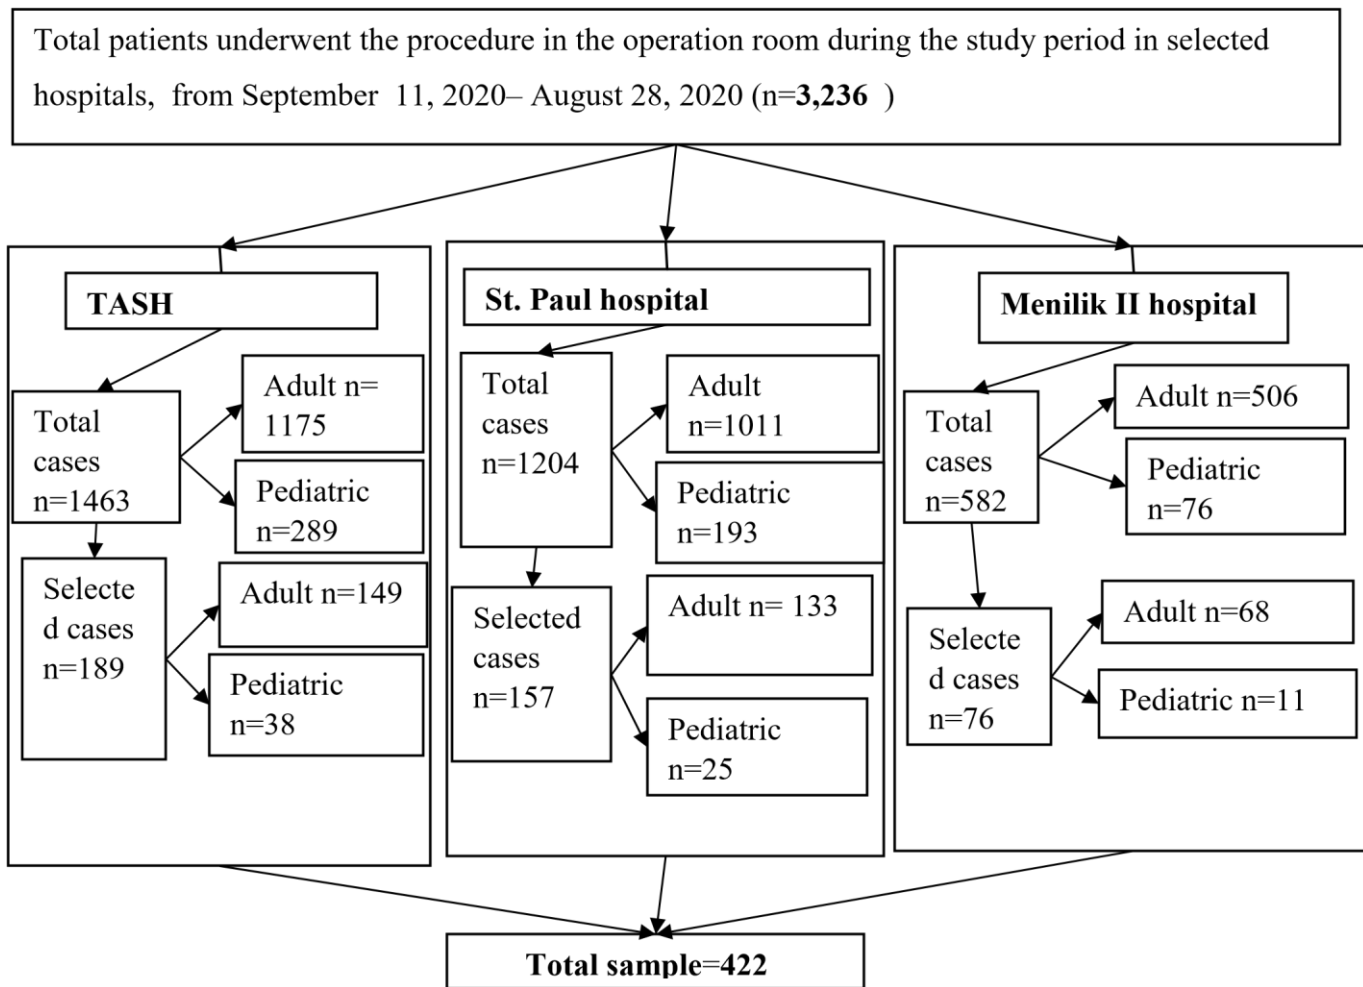 Total patients underwent the procedure in the operation room during the study period in selected
hospitals,  from September  11, 2020– August 28, 2020 (n=3,236  )
TASH
Total
cases
n=1463
Adult n=
1175
Pediatric
n=289
Selecte
d cases
n=189
Adult n=149
Pediatric
n=38
St. Paul hospital
Total
cases
n=1204
Adult
n=1011
Pediatric
n=193
Selected
cases
n=157
Adult n= 133
Pediatric
n=25
Menilik II hospital
Total
cases
n=582
Adult n=506
Pediatric
n=76
Selecte
d cases
n=76
Adult n=68
Pediatric n=11
Total sample=422